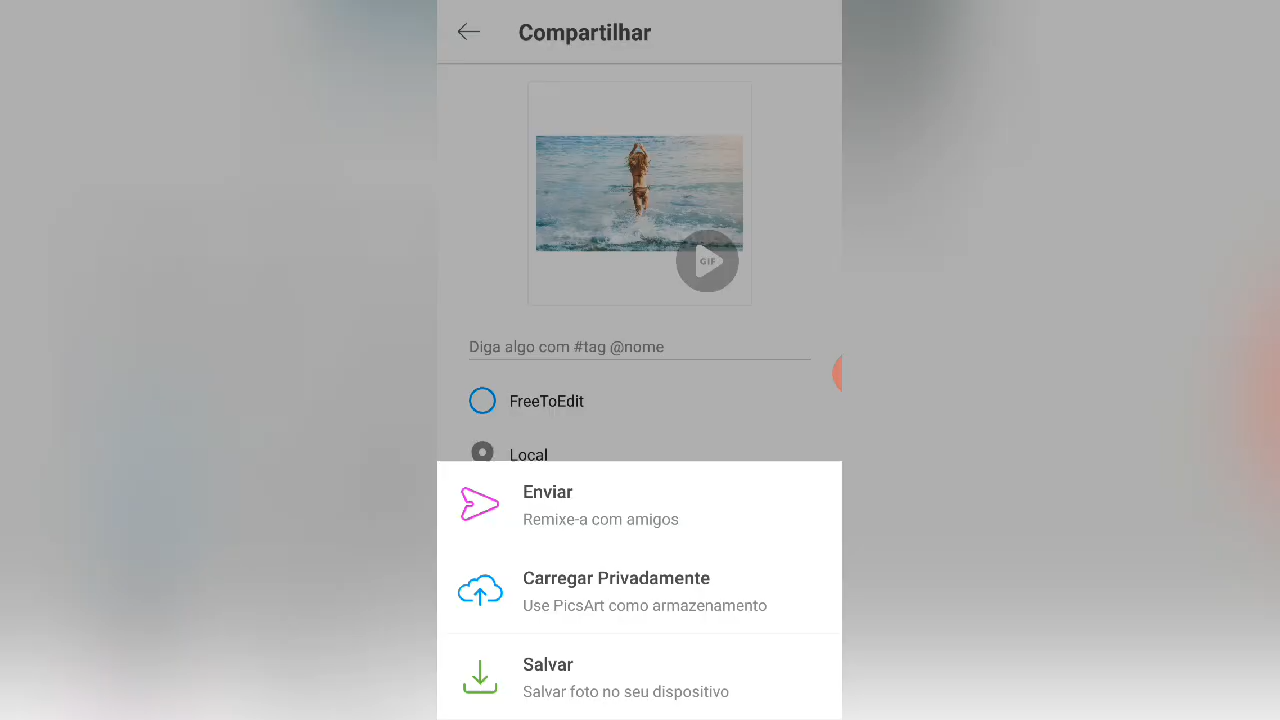 Compartilhar
GIF
Diga algo com #tag @nome
FreeToEdit
Local
Enviar
Remixe-a com amigos
Carregar Privadamente
Use PicsArt como armazenamento
Salvar
Salvar foto no seu dispositivo